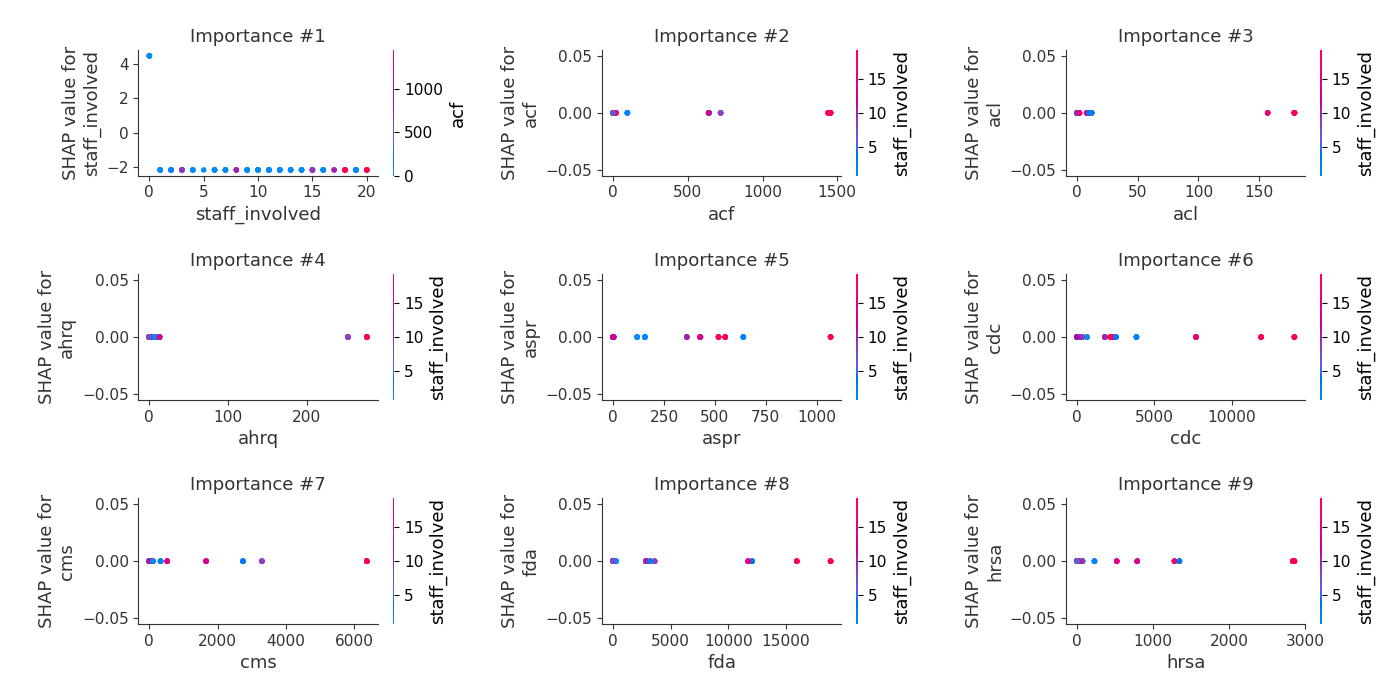 Importance #1
SHAP value for
staff_involved
4
2
0
−2
0
5
10
15
20
staff_involved
1000
500
0
acf
Importance #2
SHAP value for
acf
0.05
0.00
−0.05
0
500
1000
1500
acf
15
10
5
staff_involved
Importance #3
SHAP value for
acl
0.05
0.00
−0.05
0
50
100
150
acl
15
10
5
staff_involved
Importance #4
SHAP value for
ahrq
0.05
0.00
−0.05
0
100
200
ahrq
15
10
5
staff_involved
Importance #5
SHAP value for
aspr
0.05
0.00
−0.05
0
250
500
750
1000
aspr
15
10
5
staff_involved
Importance #6
SHAP value for
cdc
0.05
0.00
−0.05
0
5000
10000
cdc
15
10
5
staff_involved
Importance #7
SHAP value for
cms
0.05
0.00
−0.05
0
2000
4000
6000
cms
15
10
5
staff_involved
Importance #8
SHAP value for
fda
0.05
0.00
−0.05
0
5000
10000
15000
fda
15
10
5
staff_involved
Importance #9
SHAP value for
hrsa
0.05
0.00
−0.05
0
1000
2000
3000
hrsa
15
10
5
staff_involved